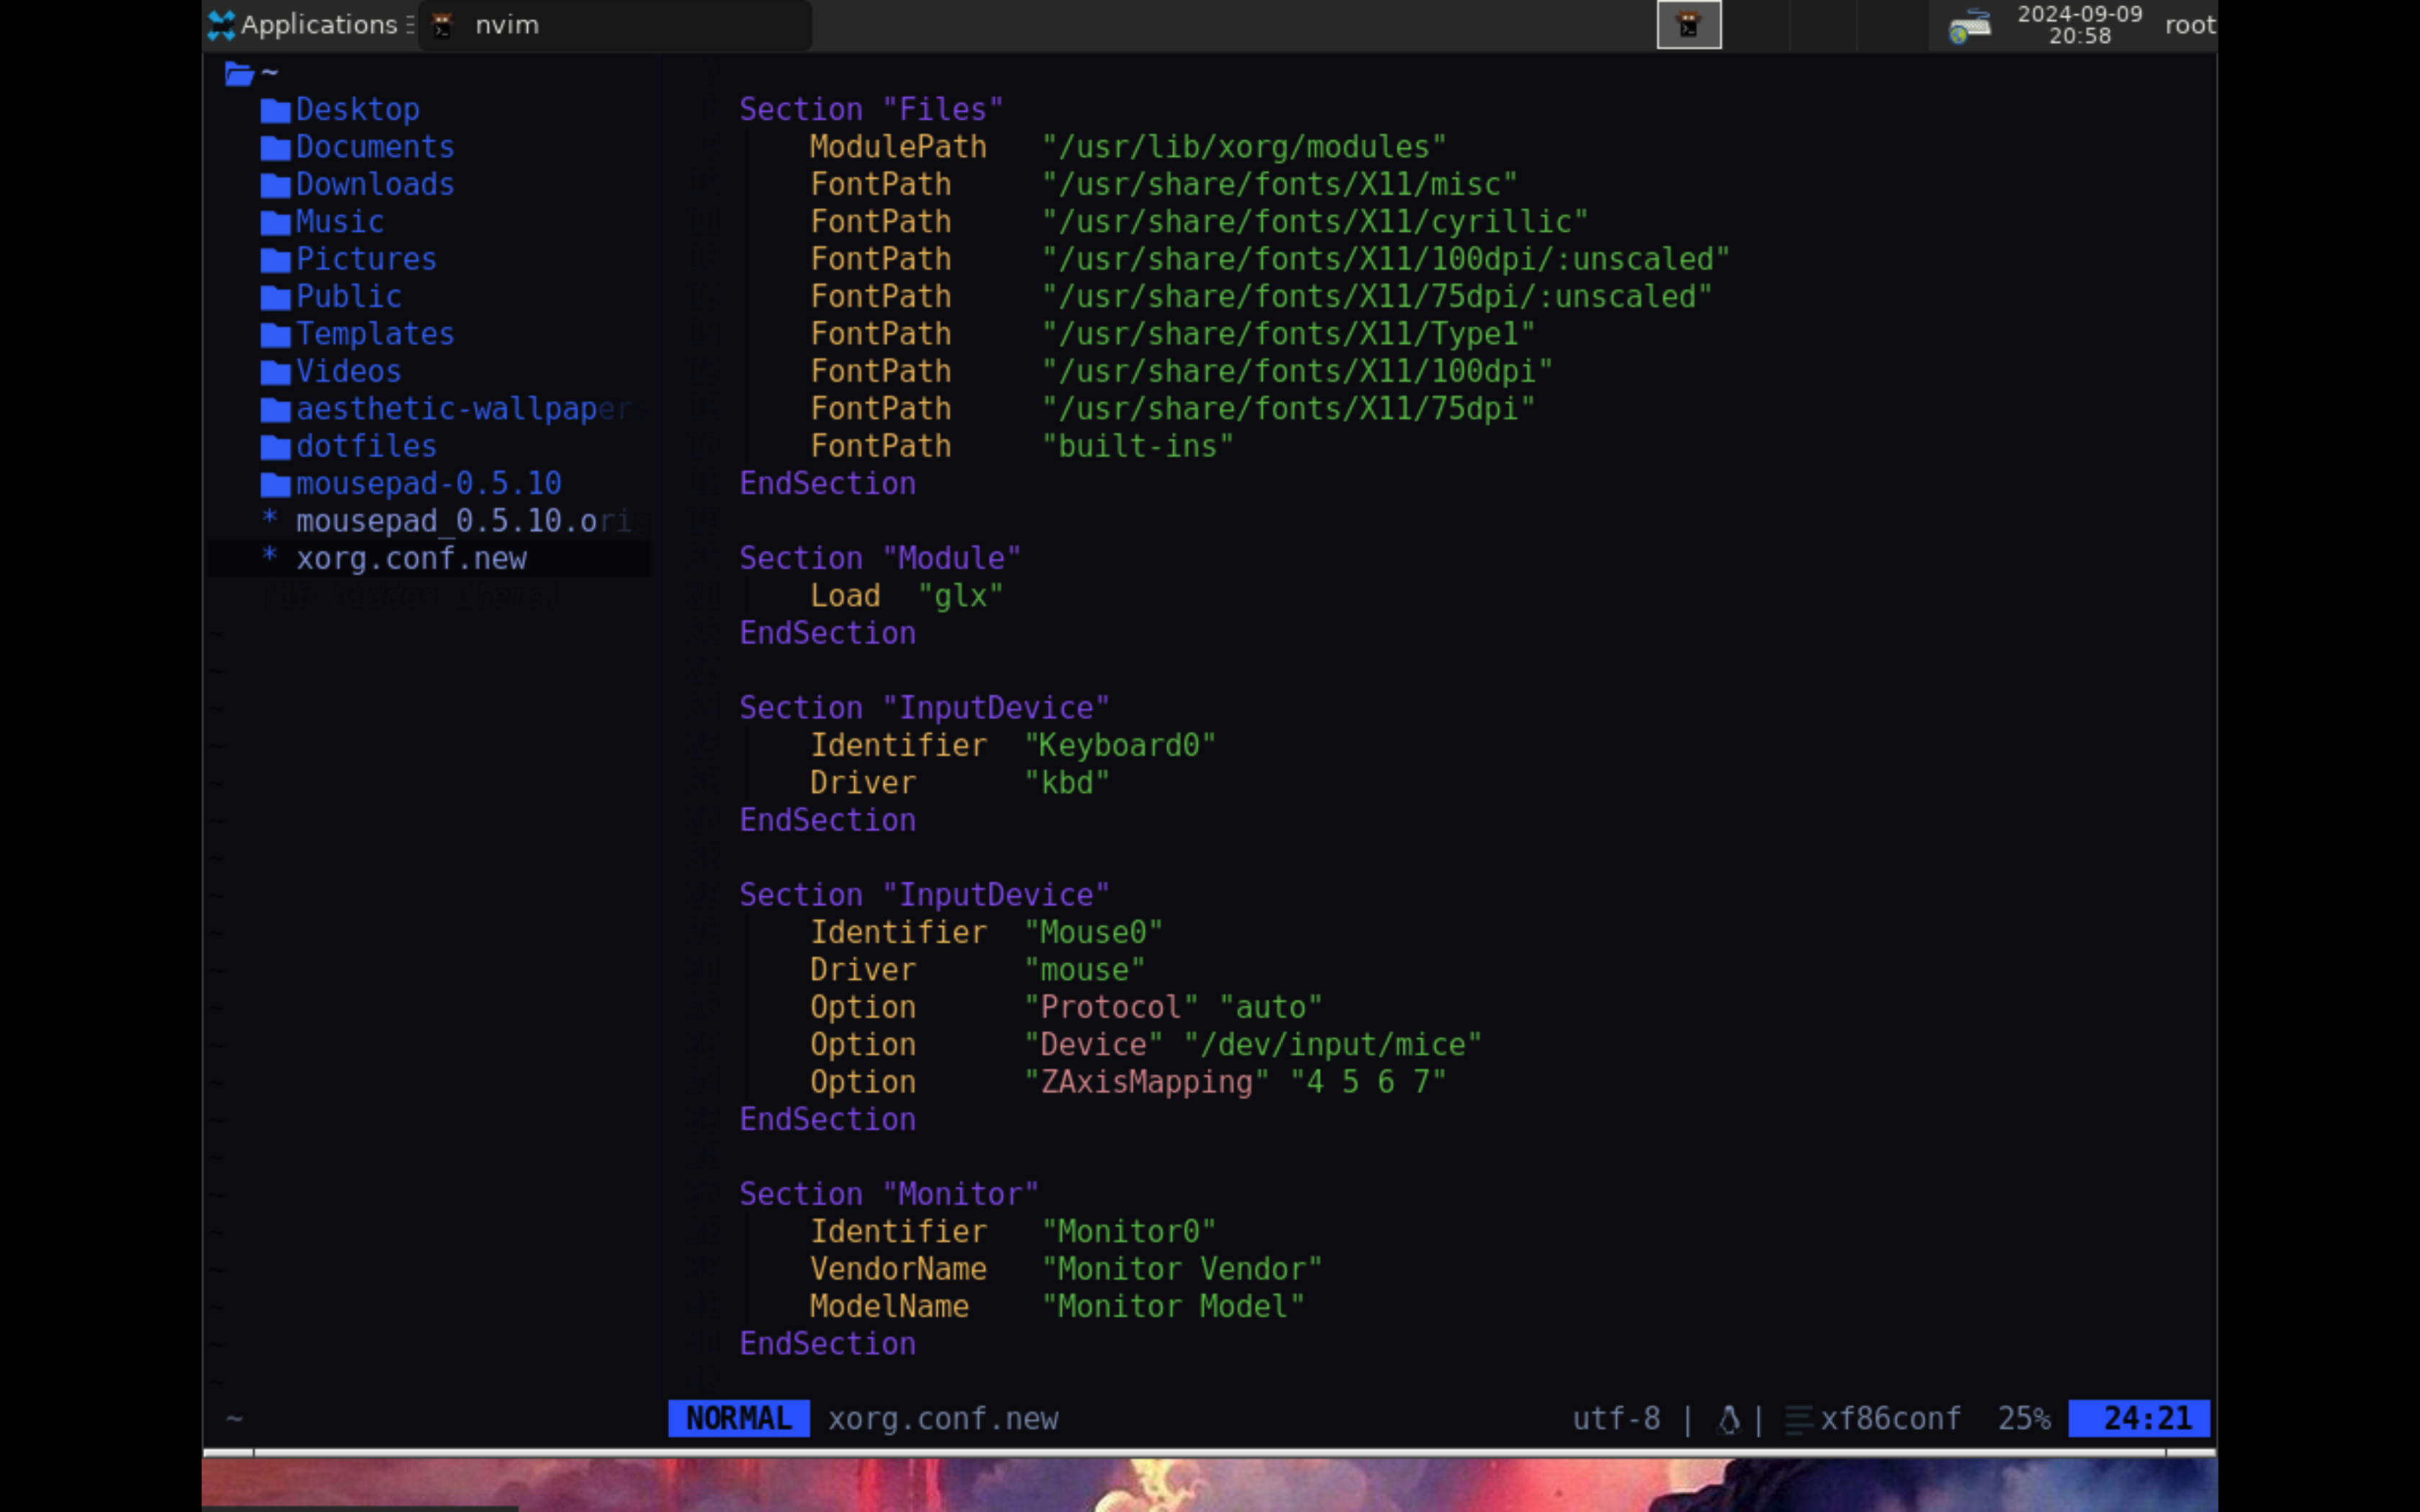 Applications nvim 2024-09-09 root
20:58
~
Desktop
Documents
Downloads
Music
Pictures
Public
Templates
Videos
aesthetic-wallpaper
dotfiles
mousepad-0.5.10
* mousepad_0.5.10.ori
* xorg.conf.new
hidden items)
Section "Files"
    ModulePath   "/usr/lib/xorg/modules"
    FontPath     "/usr/share/fonts/X11/misc"
    FontPath     "/usr/share/fonts/X11/cyrillic"
    FontPath     "/usr/share/fonts/X11/100dpi/:unscaled"
    FontPath     "/usr/share/fonts/X11/75dpi/:unscaled"
    FontPath     "/usr/share/fonts/X11/Type1"
    FontPath     "/usr/share/fonts/X11/100dpi"
    FontPath     "/usr/share/fonts/X11/75dpi"
    FontPath     "built-ins"
EndSection
Section "Module"
    Load  "glx"
EndSection
Section "InputDevice"
    Identifier  "Keyboard0"
    Driver      "kbd"
EndSection
Section "InputDevice"
    Identifier  "Mouse0"
    Driver      "mouse"
    Option      "Protocol" "auto"
    Option      "Device" "/dev/input/mice"
    Option      "ZAxisMapping" "4 5 6 7"
EndSection
Section "Monitor"
    Identifier   "Monitor0"
    VendorName   "Monitor Vendor"
    ModelName    "Monitor Model"
EndSection
~ NORMAL xorg.conf.new utf-8 | | xf86conf 25% 24:21